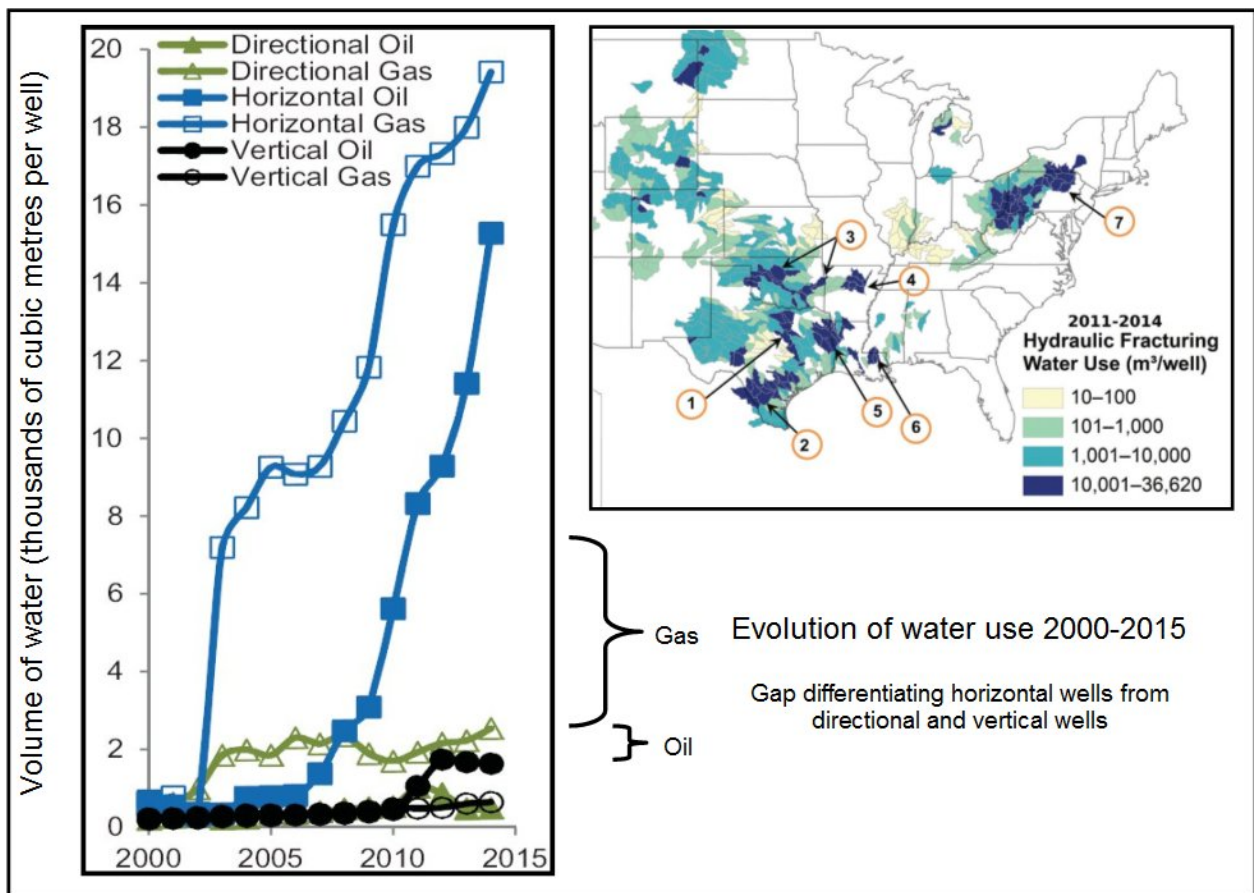 Volume of water (thousands of cubic metres per well)
20
18
16
14
12
10
8
6
4
2
0
2000
2005
2010
2015
Directional Oil
Directional Gas
Horizontal Oil
Horizontal Gas
Vertical Oil
Vertical Gas
3
7
4
1
2
5
6
2011-2014
Hydraulic Fracturing
Water Use (m³/well)
10–100
101–1,000
1,001–10,000
10,001–36,620
Gas
Oil
Evolution of water use 2000-2015
Gap differentiating horizontal wells from
directional and vertical wells